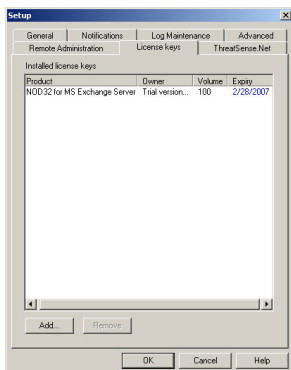 Setup
General Notifications Log Maintenance Advanced
Remote Administration License keys ThreatSense.Net
Installed license keys
Product Owner Volume Expiry
NOD32 for MS Exchange Server Trial version... 100 2/28/2007
Add... Remove
OK Cancel Help